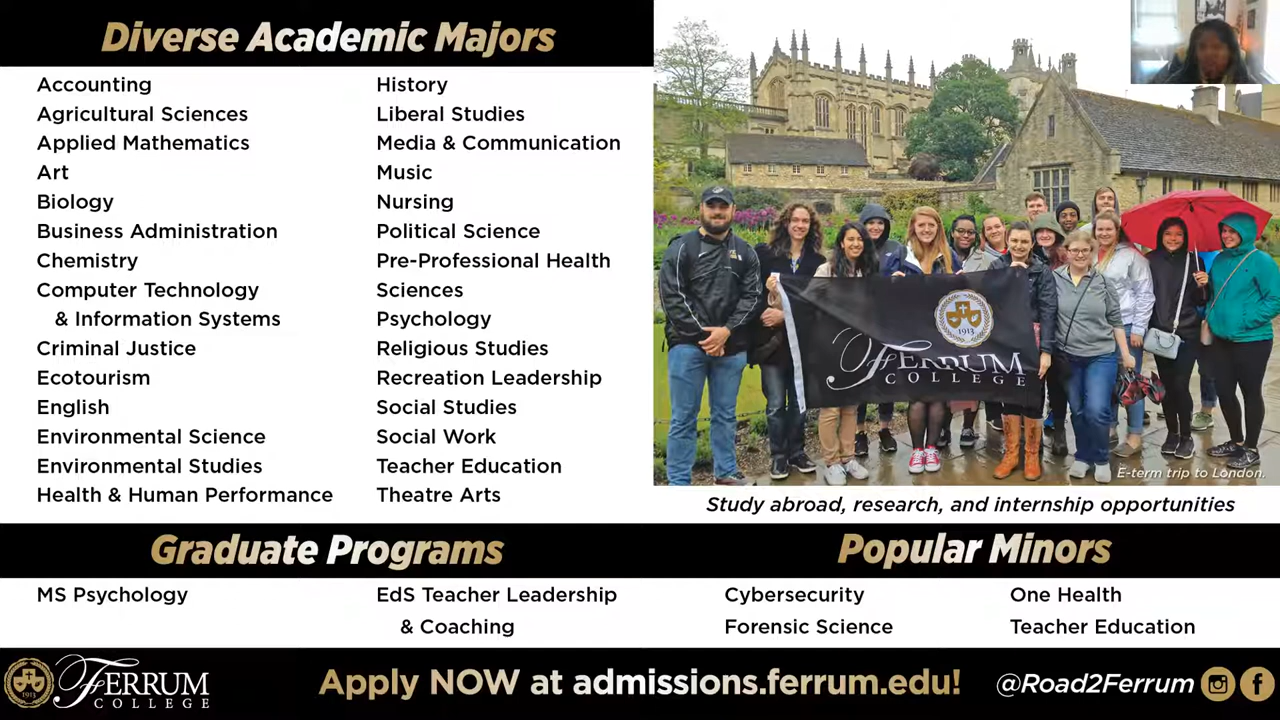 Diverse Academic Majors
Accounting
Agricultural Sciences
Applied Mathematics
Art
Biology
Business Administration
Chemistry
Computer Technology
& Information Systems
Criminal Justice
Ecotourism
English
Environmental Science
Environmental Studies
Health & Human Performance
History
Liberal Studies
Media & Communication
Music
Nursing
Political Science
Pre-Professional Health
Sciences
Psychology
Religious Studies
Recreation Leadership
Social Studies
Social Work
Teacher Education
Theatre Arts
1913
FERRUM
COLLEGE
E-term trip to London.
Study abroad, research, and internship opportunities
Graduate Programs
MS Psychology
EdS Teacher Leadership
& Coaching
Popular Minors
Cybersecurity
Forensic Science
One Health
Teacher Education
1913
FERRUM
COLLEGE
Apply NOW at admissions.ferrum.edu!
@Road2Ferrum